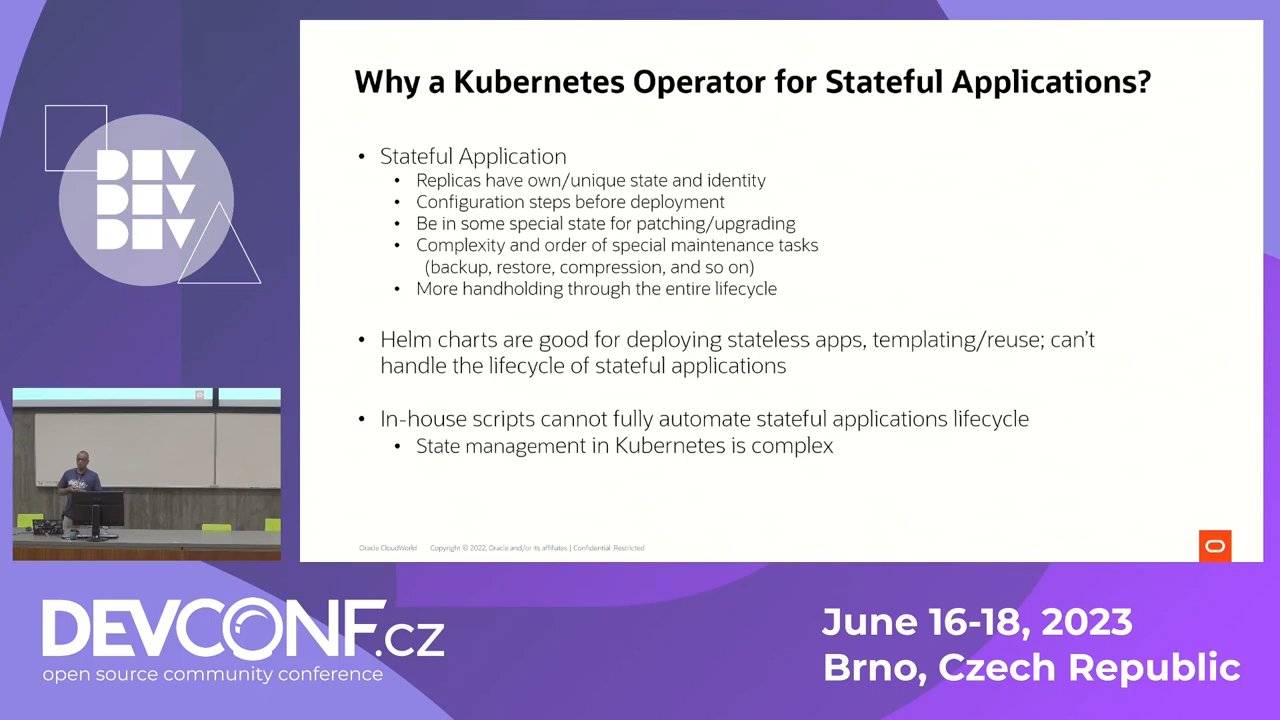 Why a Kubernetes Operator for Stateful Applications?
• Stateful Application
• Replicas have own/unique state and identity
• Configuration steps before deployment
• Be in some special state for patching/upgrading
• Complexity and order of special maintenance tasks
(backup, restore, compression, and so on)
• More handholding through the entire lifecycle
• Helm charts are good for deploying stateless apps, templating/reuse; can't
handle the lifecycle of stateful applications
• In-house scripts cannot fully automate stateful applications lifecycle
• State management in Kubernetes is complex
Oracle CloudWorld Copyright © 2022, Oracle and/or its affiliates | Confidential: Restricted
DEV
DEV
DEV
DEVCONF.cz
open source community conference
June 16-18, 2023
Brno, Czech Republic